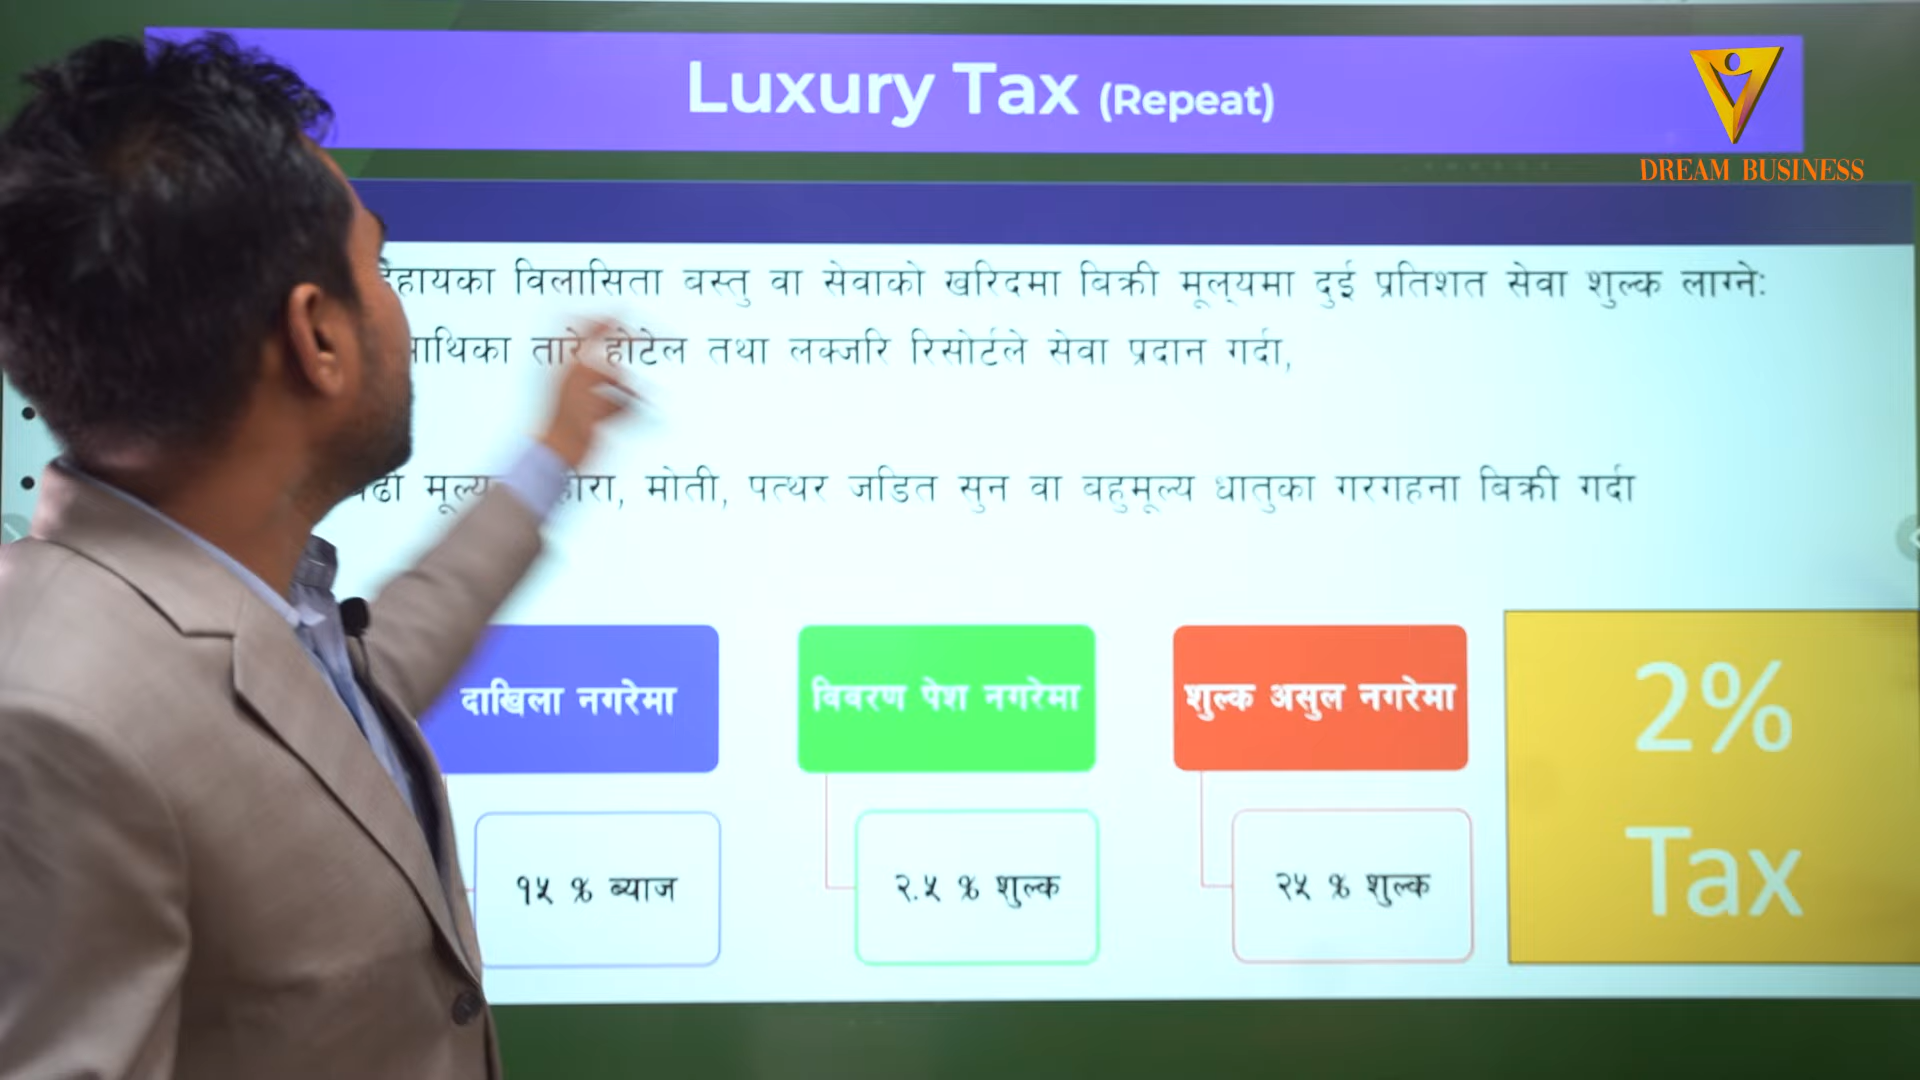 Luxury Tax (Repeat)
DREAM BUSINESS
विलासिता वस्तु वा सेवाको खरिदमा बिक्री मूल्यमा दुई प्रतिशत सेवा शुल्क लाग्ने:
तारे होटेल तथा लक्जरि रिसोर्टले सेवा प्रदान गर्दा,
मोती, पत्थर जडित सुन वा बहुमूल्य धातुका गरगहना बिक्री गर्दा
दाखिला नगरेमा
विवरण पेश नगरेमा
शुल्क असुल नगरेमा
2%
Tax
१५ % ब्याज
२.५ % शुल्क
२५ % शुल्क